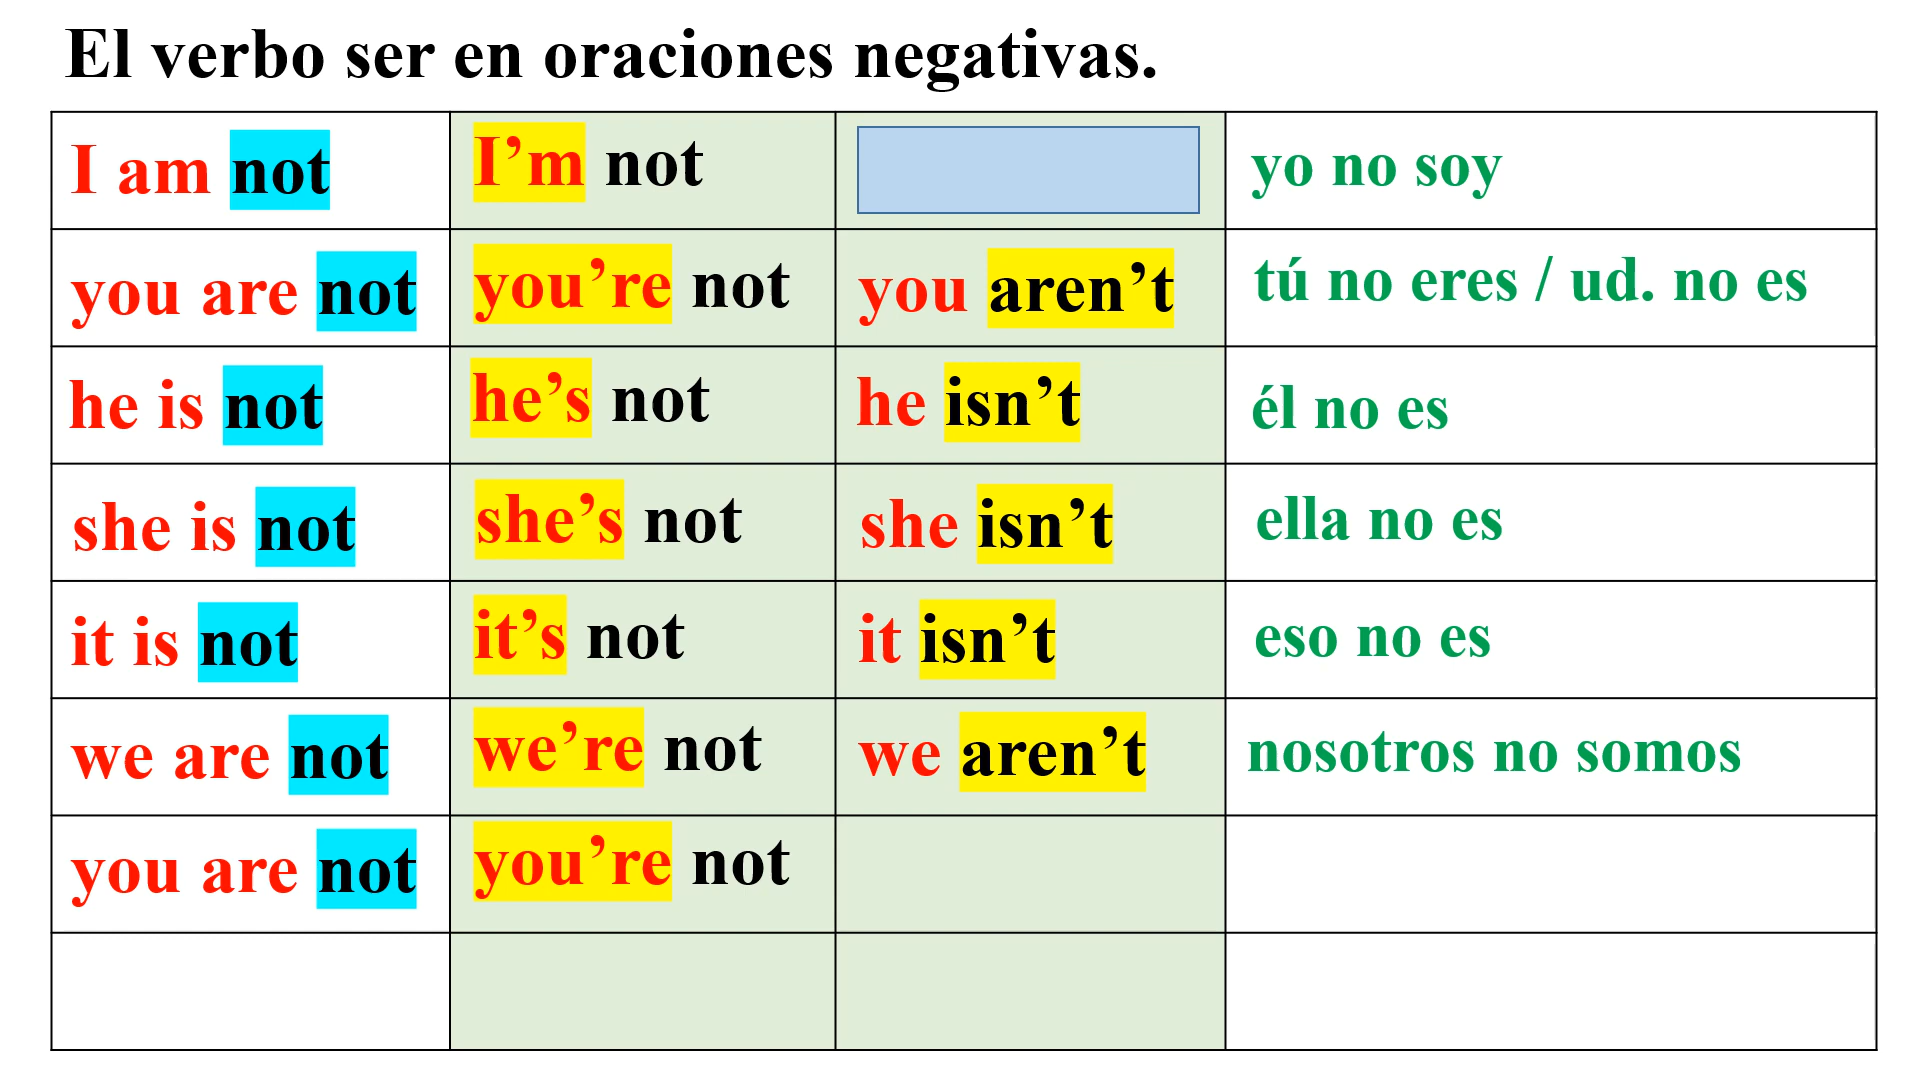 El verbo ser en oraciones negativas.
I am not I’m not yo no soy
you are not you’re not you aren’t tú no eres / ud. no es
he is not he’s not he isn’t él no es
she is not she’s not she isn’t ella no es
it is not it’s not it isn’t eso no es
we are not we’re not we aren’t nosotros no somos
you are not you’re not